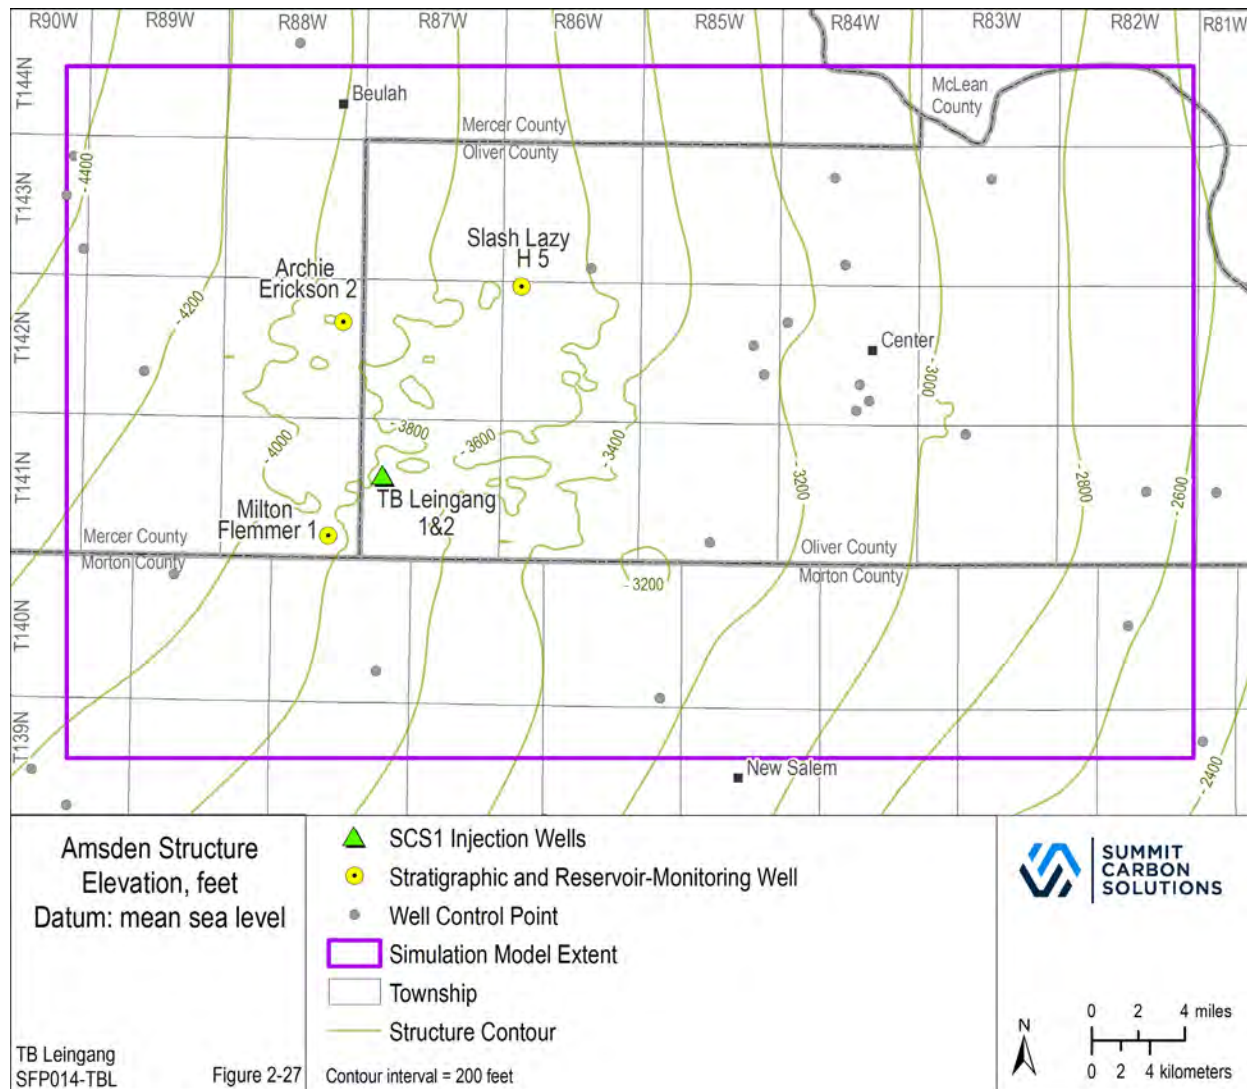 R90W R89W R88W R87W R86W R85W R84W R83W R82W R81W
T144N
Beulah
McLean
County
Mercer County
Oliver County
- 4400
T143N
Slash Lazy
H 5
Archie
Erickson 2
- 4200
T142N
Center
- 3000
- 3800
- 3600
- 4000
- 3400
T141N
- 3200
- 2800
- 2600
TB Leingang
1&2
Milton
Flemmer 1
Mercer County
Morton County
Oliver County
Morton County
- 3200
T140N
T139N
New Salem
- 2400
Amsden Structure
Elevation, feet
Datum: mean sea level
TB Leingang
SFP014-TBL
Figure 2-27
SCS1 Injection Wells
Stratigraphic and Reservoir-Monitoring Well
Well Control Point
Simulation Model Extent
Township
Structure Contour
Contour interval = 200 feet
SUMMIT
CARBON
SOLUTIONS
N
0 2 4 miles
0 2 4 kilometers